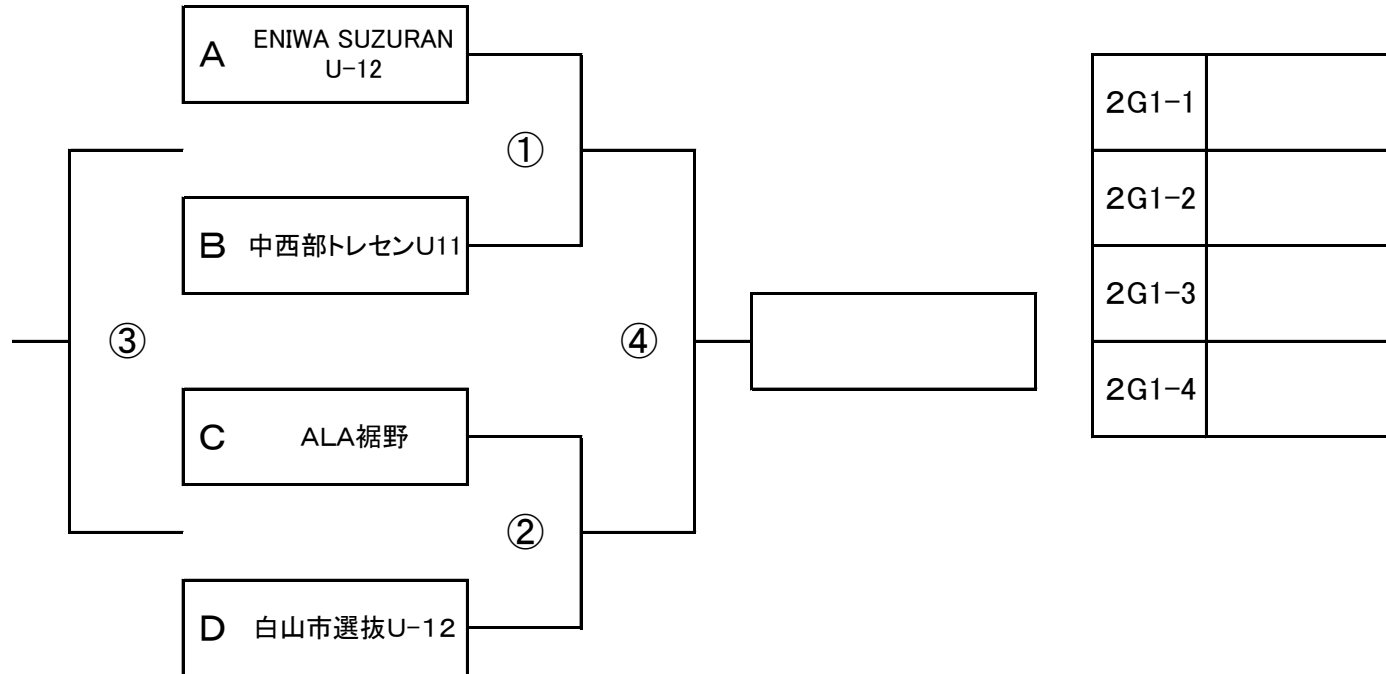 A ENIWA SUZURAN
U-12
①
B 中西部トレセンU11
③
④
C ALA裾野
②
D 白山市選抜U-12
2G1-1
2G1-2
2G1-3
2G1-4